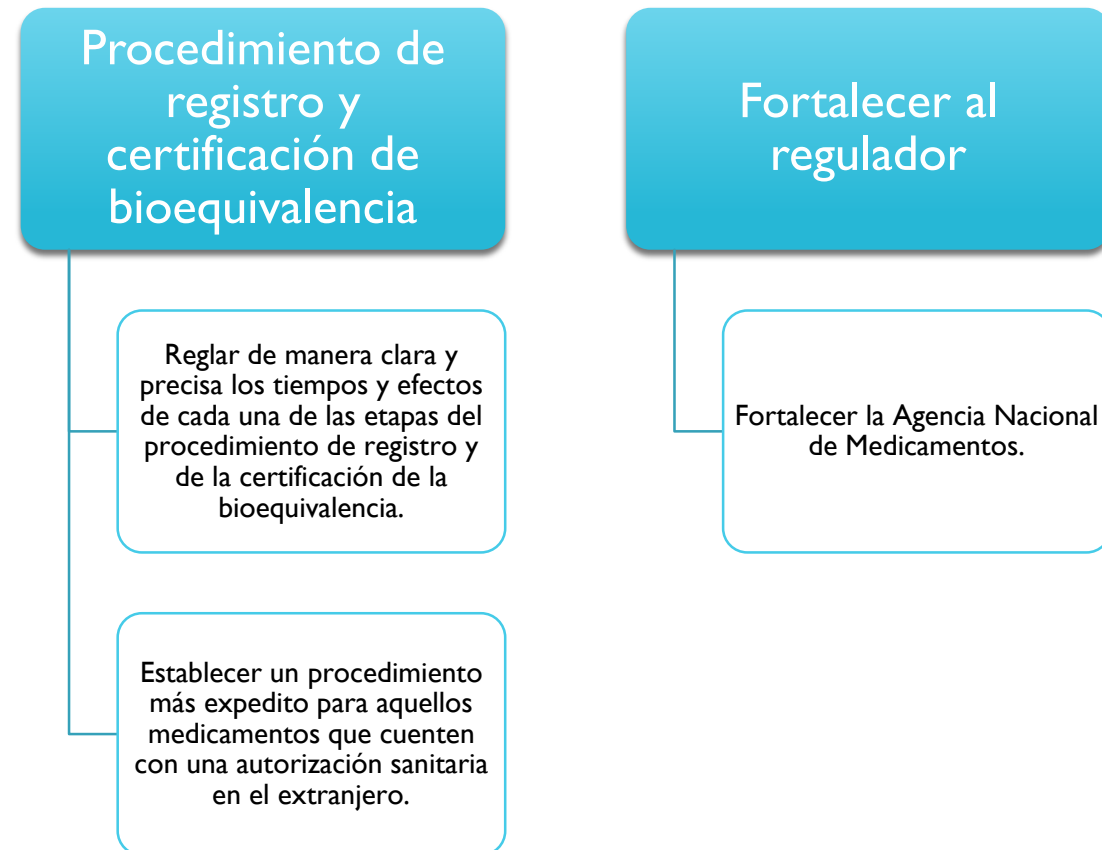 Procedimiento de
registro y
certificación de
bioequivalencia
Reglar de manera clara y
precisa los tiempos y efectos
de cada una de las etapas del
procedimiento de registro y
de la certificación de la
bioequivalencia.
Establecer un procedimiento
más expedito para aquellos
medicamentos que cuenten
con una autorización sanitaria
en el extranjero.
Fortalecer al
regulador
Fortalecer la Agencia Nacional
de Medicamentos.